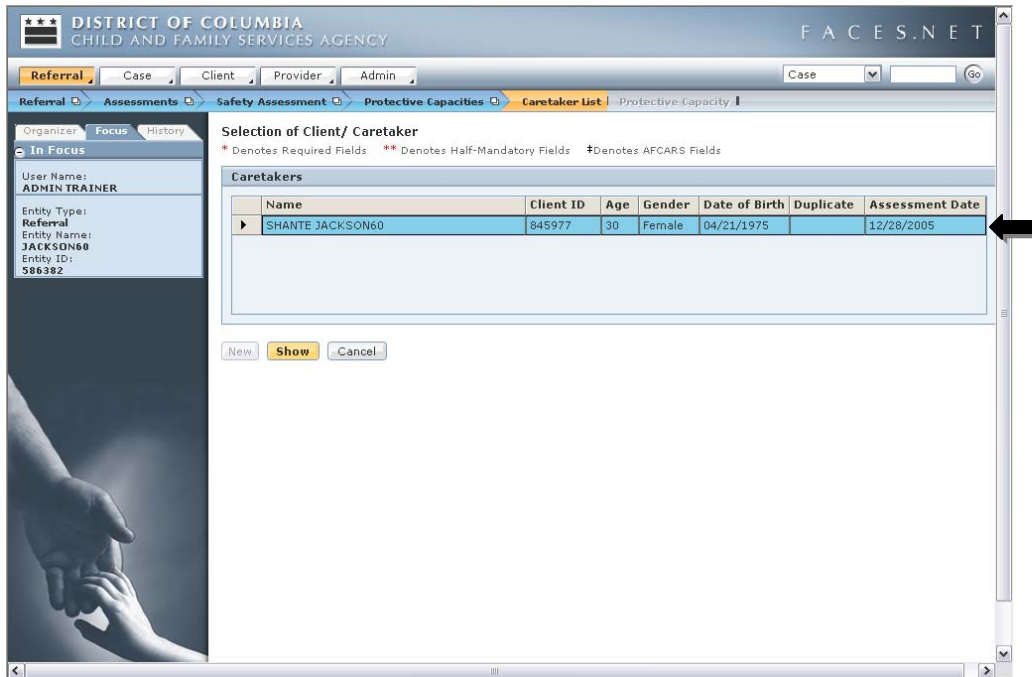 DISTRICT OF COLUMBIA
CHILD AND FAMILY SERVICES AGENCY
FACES.NET
Referral Case Client Provider Admin Case Go
Referral Assessments Safety Assessment Protective Capacities Caretaker List Protective Capacity
Organizer Focus History
In Focus
User Name:
ADMIN TRAINER
Entity Type:
Referral
Entity Name:
JACKSON60
Entity ID:
586382
Selection of Client/ Caretaker
* Denotes Required Fields ** Denotes Half-Mandatory Fields ‡Denotes AFCARS Fields
Caretakers
Name Client ID Age Gender Date of Birth Duplicate Assessment Date
SHANTE JACKSON60 845977 30 Female 04/21/1975 12/28/2005
New Show Cancel